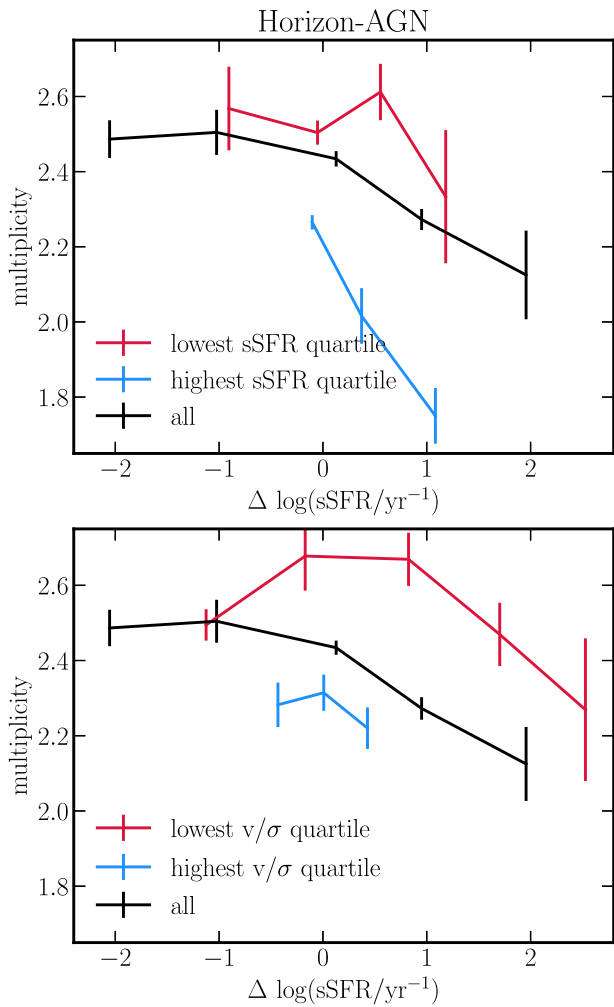 Horizon-AGN
2.6
2.4
2.2
2.0
1.8
multiplicity
lowest sSFR quartile
highest sSFR quartile
all
−2 −1 0 1 2
Δ log(sSFR/yr⁻¹)
2.6
2.4
2.2
2.0
1.8
multiplicity
lowest v/σ quartile
highest v/σ quartile
all
−2 −1 0 1 2
Δ log(sSFR/yr⁻¹)